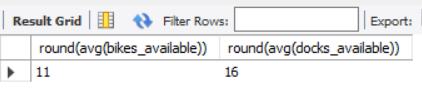 Result Grid Filter Rows: Export:
round(avg(bikes_available)) round(avg(docks_available))
11 16